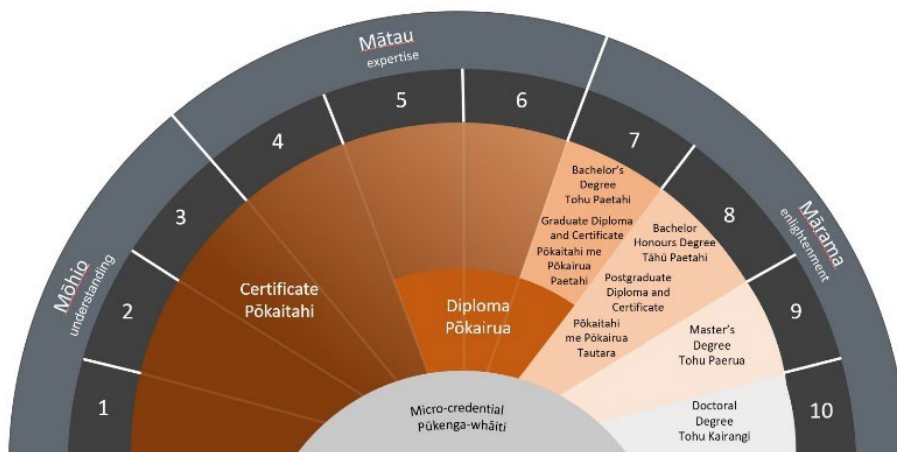 Mōhio
understanding
Mātau
expertise
Mārama
enlightenment
1
2
3
4
5
6
7
8
9
10
Certificate
Pōkaitahi
Diploma
Pōkairua
Bachelor's
Degree
Tohu Paetahi
Graduate Diploma
and Certificate
Pōkaitahi me
Pōkairua
Paetahi
Bachelor
Honours Degree
Tāhū Paetahi
Postgraduate
Diploma and
Certificate
Pōkaitahi
me Pōkairua
Tautara
Master's
Degree
Tohu Paerua
Doctoral
Degree
Tohu Kairangi
Micro-credential
Pūkenga-whāiti